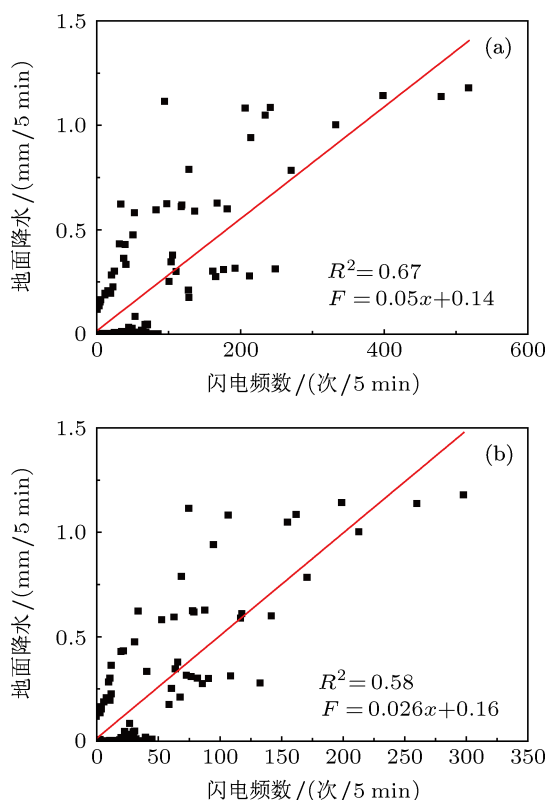 (a)
1.5
1.0
0.5
0
地面降水/(mm/5 min)
R² = 0.67
F = 0.05x+0.14
0 200 400 600
闪电频数/(次/5 min)
(b)
1.5
1.0
0.5
0
地面降水/(mm/5 min)
R² = 0.58
F = 0.026x+0.16
0 50 100 150 200 250 300 350
闪电频数/(次/5 min)